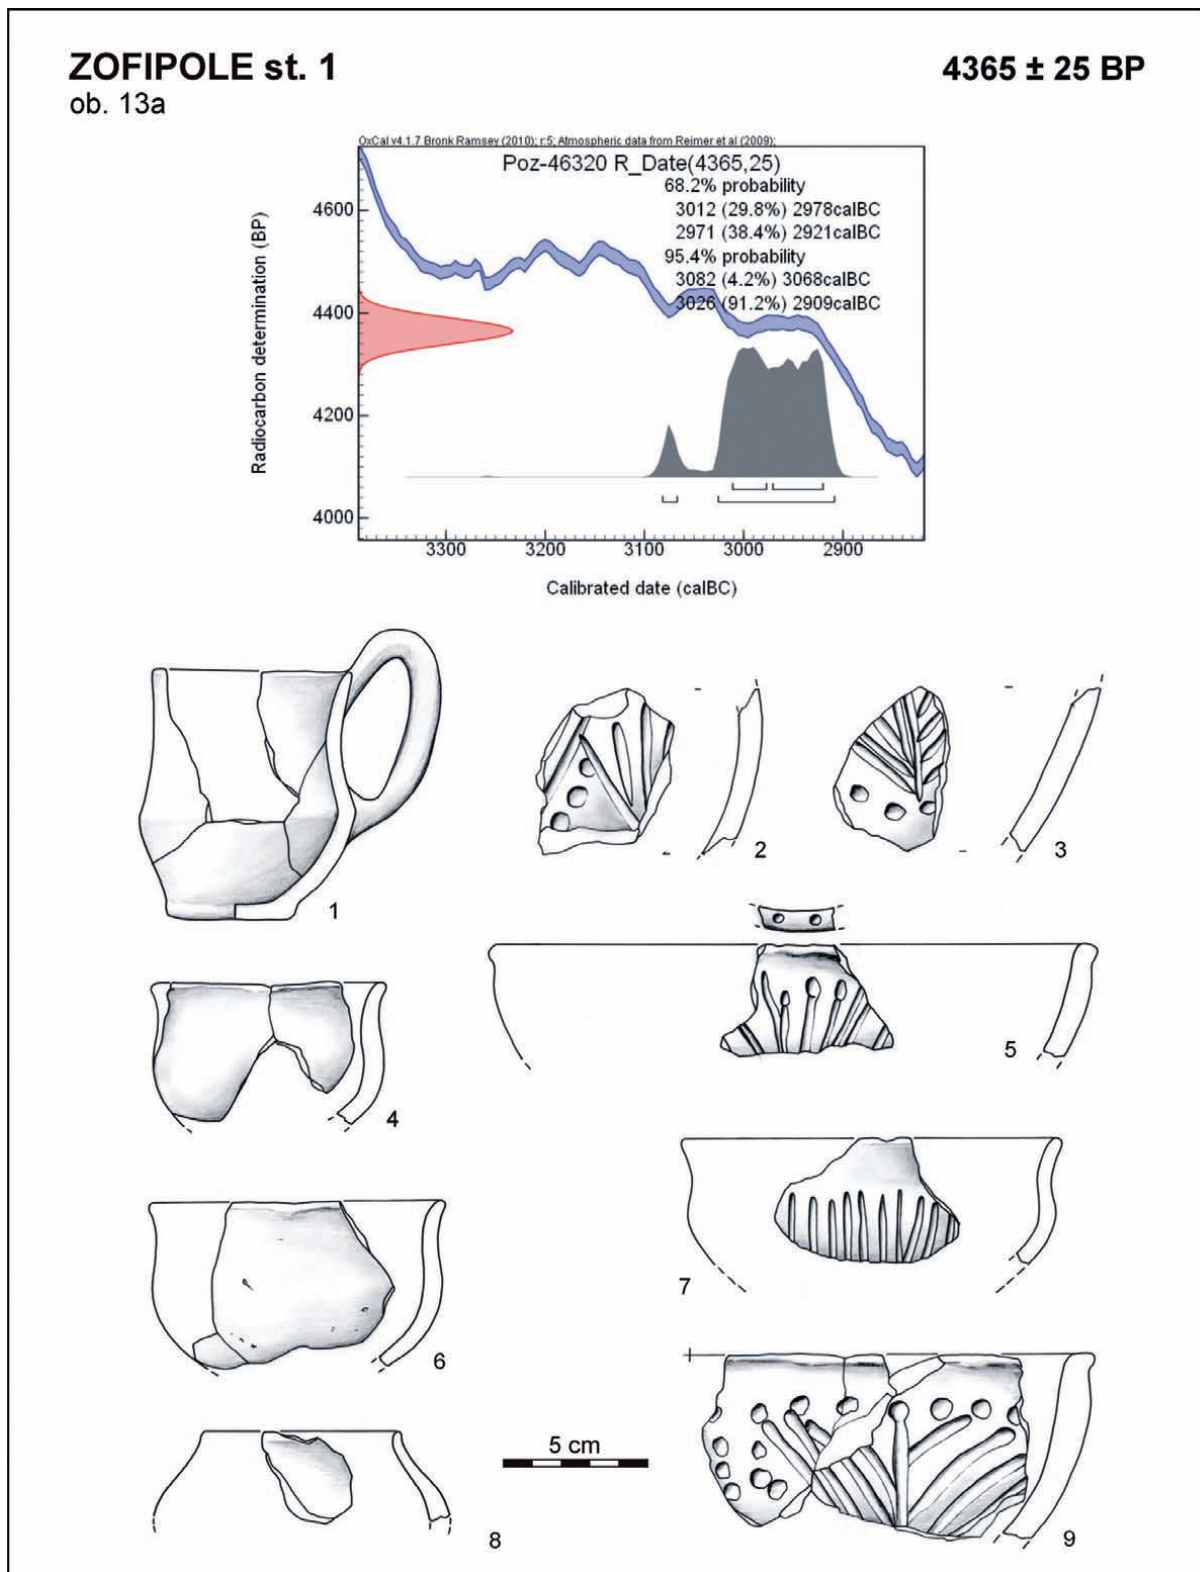 ZOFIPOLE st. 1
4365 ± 25 BP
ob. 13a
OxCal v4.1.7 Bronk Ramsey (2010); r:5; Atmospheric data from Reimer et al (2009);
Poz-46320 R_Date(4365,25)
68.2% probability
3012 (29.8%) 2978calBC
2971 (38.4%) 2921calBC
95.4% probability
3082 (4.2%) 3068calBC
3026 (91.2%) 2909calBC
Radiocarbon determination (BP)
4600
4400
4200
4000
3300 3200 3100 3000 2900
Calibrated date (calBC)
1
2
3
4
5
6
7
8
5 cm
9